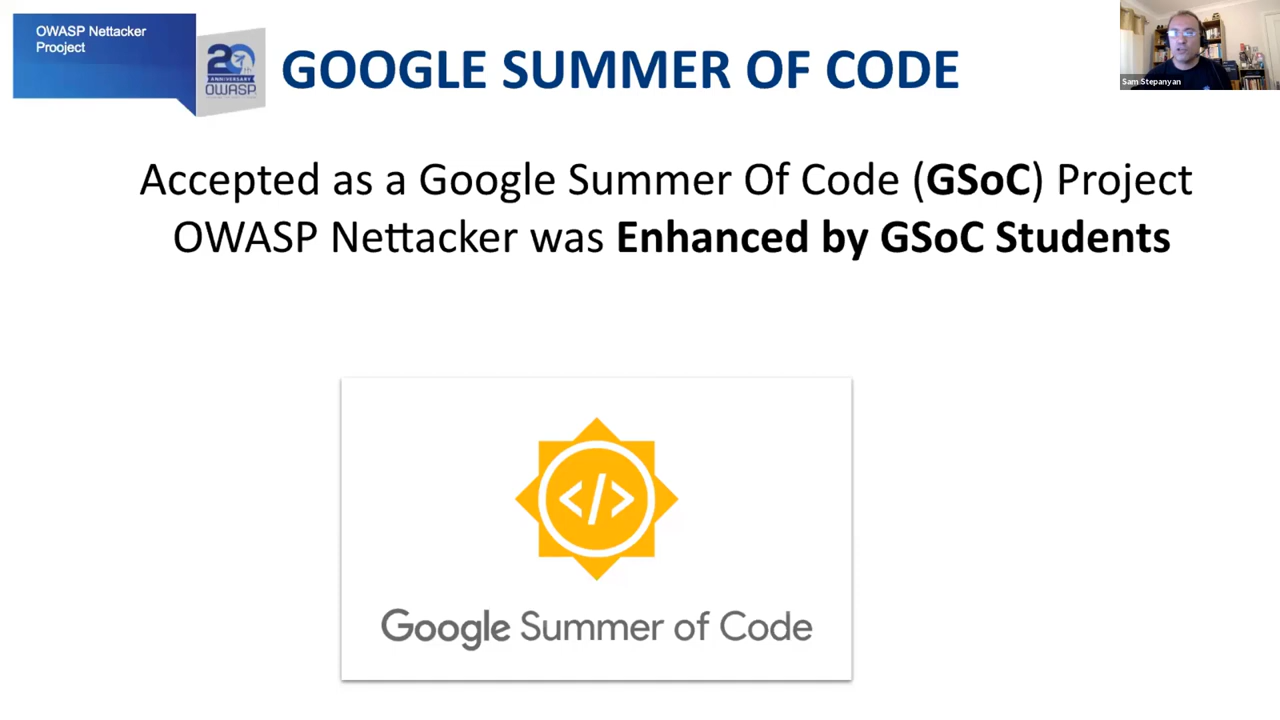 OWASP Nettacker
Prooject
20
ANNIVERSARY
OWASP
GOOGLE SUMMER OF CODE
Sam Stepanyan
Accepted as a Google Summer Of Code (GSoC) Project
OWASP Nettacker was Enhanced by GSoC Students
</>
Google Summer of Code